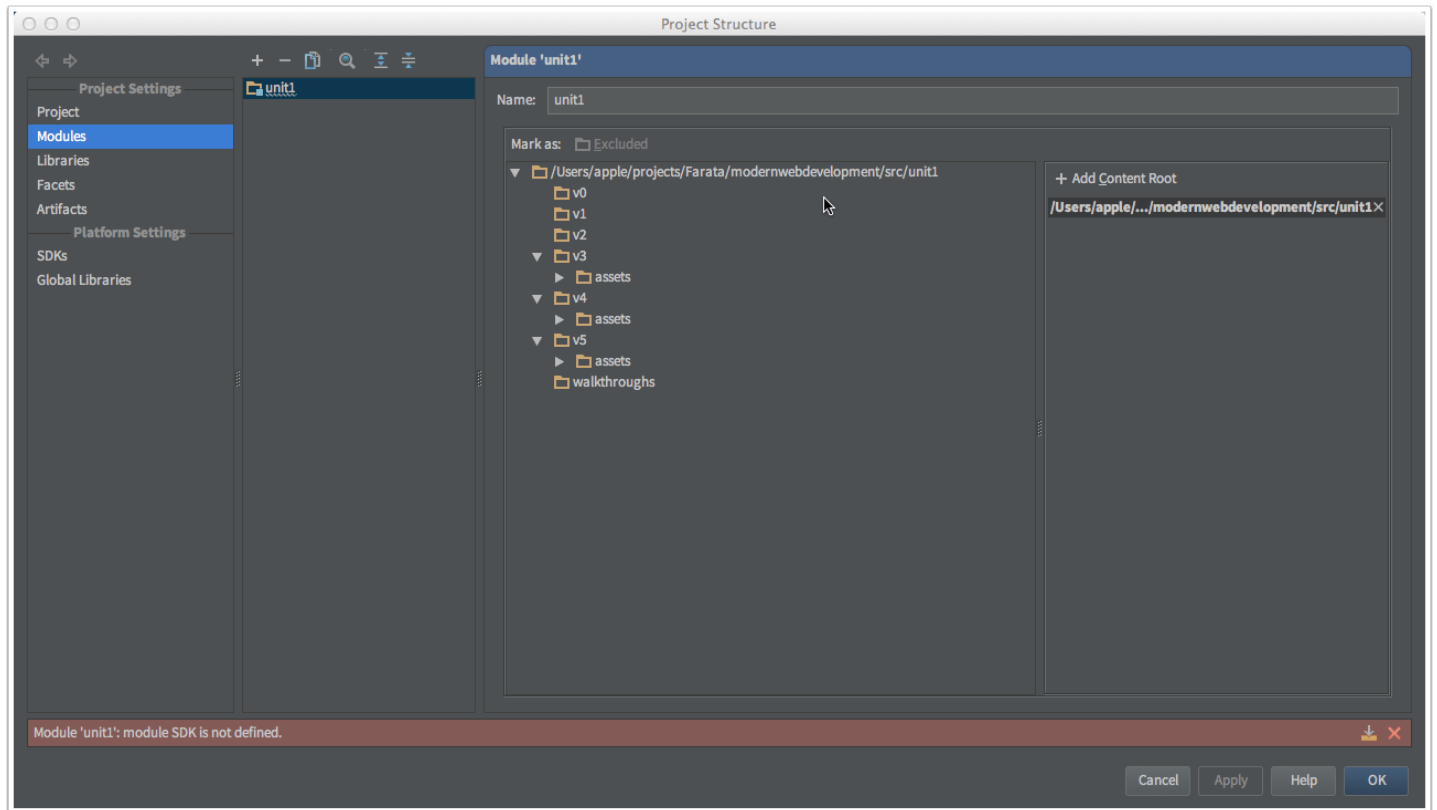 Project Structure
Project Settings
Project
Modules
Libraries
Facets
Artifacts
Platform Settings
SDKs
Global Libraries
unit1
Module 'unit1'
Name: unit1
Mark as: Excluded
/Users/apple/projects/Farata/modernwebdevelopment/src/unit1
v0
v1
v2
v3
assets
v4
assets
v5
assets
walkthroughs
+ Add Content Root
/Users/apple/.../modernwebdevelopment/src/unit1
Module 'unit1': module SDK is not defined.
Cancel Apply Help OK